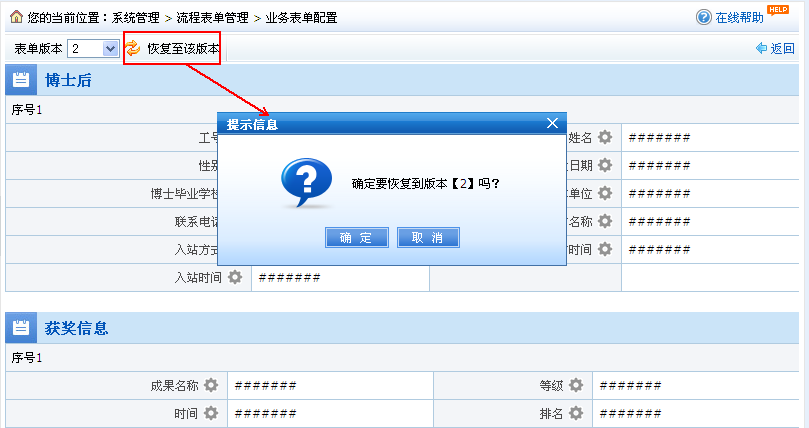 您的当前位置：系统管理 > 流程表单管理 > 业务表单配置
在线帮助 HELP
表单版本 2 恢复至该版本
返回
博士后
序号1
提示信息
确定要恢复到版本【2】吗？
确 定 取 消
工号 姓名 #######
性别 日期 #######
博士毕业学校 单位 #######
联系电话 名称 #######
入站方式 时间 #######
入站时间 #######
获奖信息
序号1
成果名称 ####### 等级 #######
时间 ####### 排名 #######